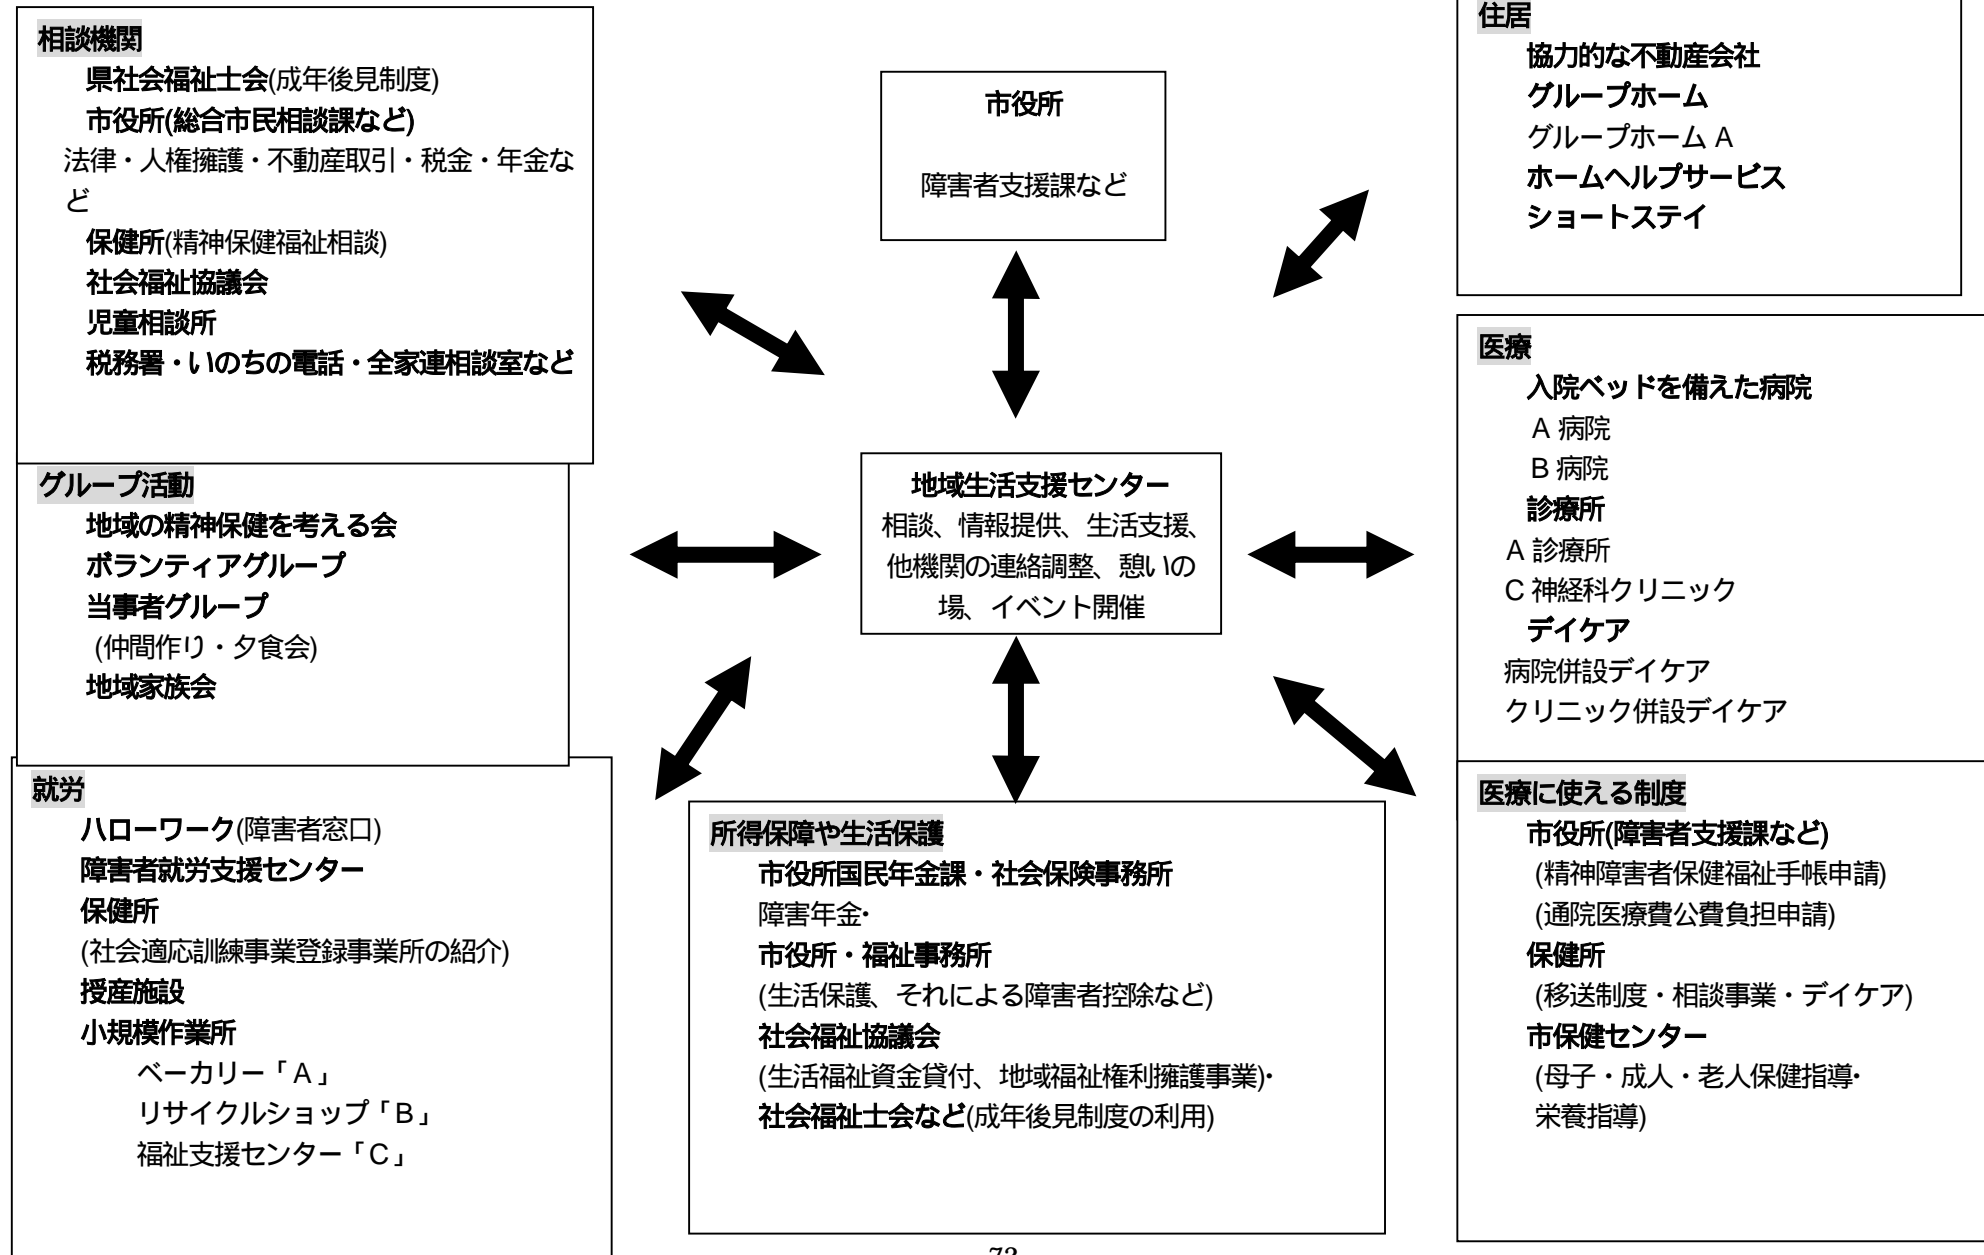 相談機関
県社会福祉士会(成年後見制度)
市役所(総合市民相談課など)
法律・人権擁護・不動産取引・税金・年金な
ど
保健所(精神保健福祉相談)
社会福祉協議会
児童相談所
税務署・いのちの電話・全家連相談室など
市役所
障害者支援課など
住居
協力的な不動産会社
グループホーム
グループホーム A
ホームヘルプサービス
ショートステイ
グループ活動
地域の精神保健を考える会
ボランティアグループ
当事者グループ
(仲間作り・夕食会)
地域家族会
地域生活支援センター
相談、情報提供、生活支援、
他機関の連絡調整、憩いの
場、イベント開催
医療
入院ベッドを備えた病院
A 病院
B 病院
診療所
A 診療所
C 神経科クリニック
デイケア
病院併設デイケア
クリニック併設デイケア
就労
ハローワーク(障害者窓口)
障害者就労支援センター
保健所
(社会適応訓練事業登録事業所の紹介)
授産施設
小規模作業所
ベーカリー「A」
リサイクルショップ「B」
福祉支援センター「C」
所得保障や生活保護
市役所国民年金課・社会保険事務所
障害年金・
市役所・福祉事務所
(生活保護、それによる障害者控除など)
社会福祉協議会
(生活福祉資金貸付、地域福祉権利擁護事業)・
社会福祉士会など(成年後見制度の利用)
医療に使える制度
市役所(障害者支援課など)
(精神障害者保健福祉手帳申請)
(通院医療費公費負担申請)
保健所
(移送制度・相談事業・デイケア)
市保健センター
(母子・成人・老人保健指導・
栄養指導)